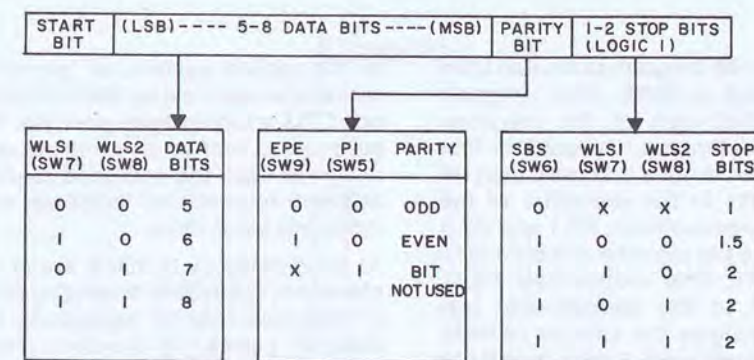 START BIT (LSB)---- 5-8 DATA BITS ----(MSB) PARITY BIT 1-2 STOP BITS (LOGIC 1)
WLS1 (SW7) WLS2 (SW8) DATA BITS
0 0 5
1 0 6
0 1 7
1 1 8
EPE (SW9) PI (SW5) PARITY
0 0 ODD
1 0 EVEN
X 1 BIT NOT USED
SBS (SW6) WLS1 (SW7) WLS2 (SW8) STOP BITS
0 X X 1
1 0 0 1.5
1 1 0 2
1 0 1 2
1 1 1 2